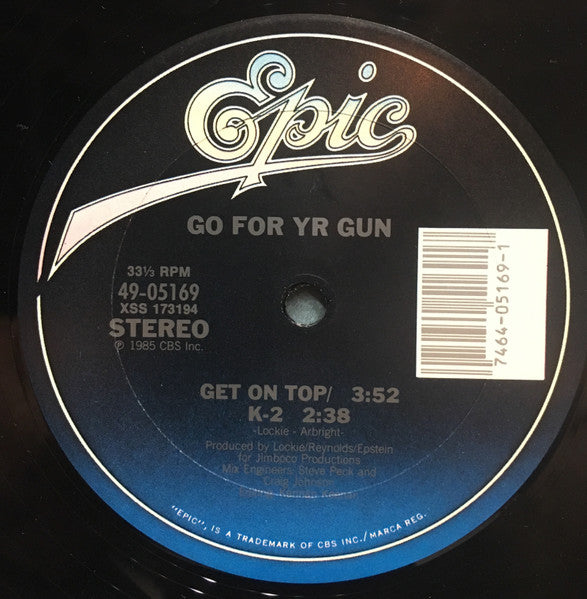 Epic
GO FOR YR GUN
33⅓ RPM
49-05169
XSS 173194
STEREO
℗ 1985 CBS Inc.
7464-05169-1
GET ON TOP/ 3:52
K-2 2:38
-Lockie - Arbright-
Produced by Lockie/Reynolds/Epstein
for Jimboco Productions
Mix Engineers: Steve Peck and
Craig Johnson
"EPIC", IS A TRADEMARK OF CBS INC./MARCA REG.